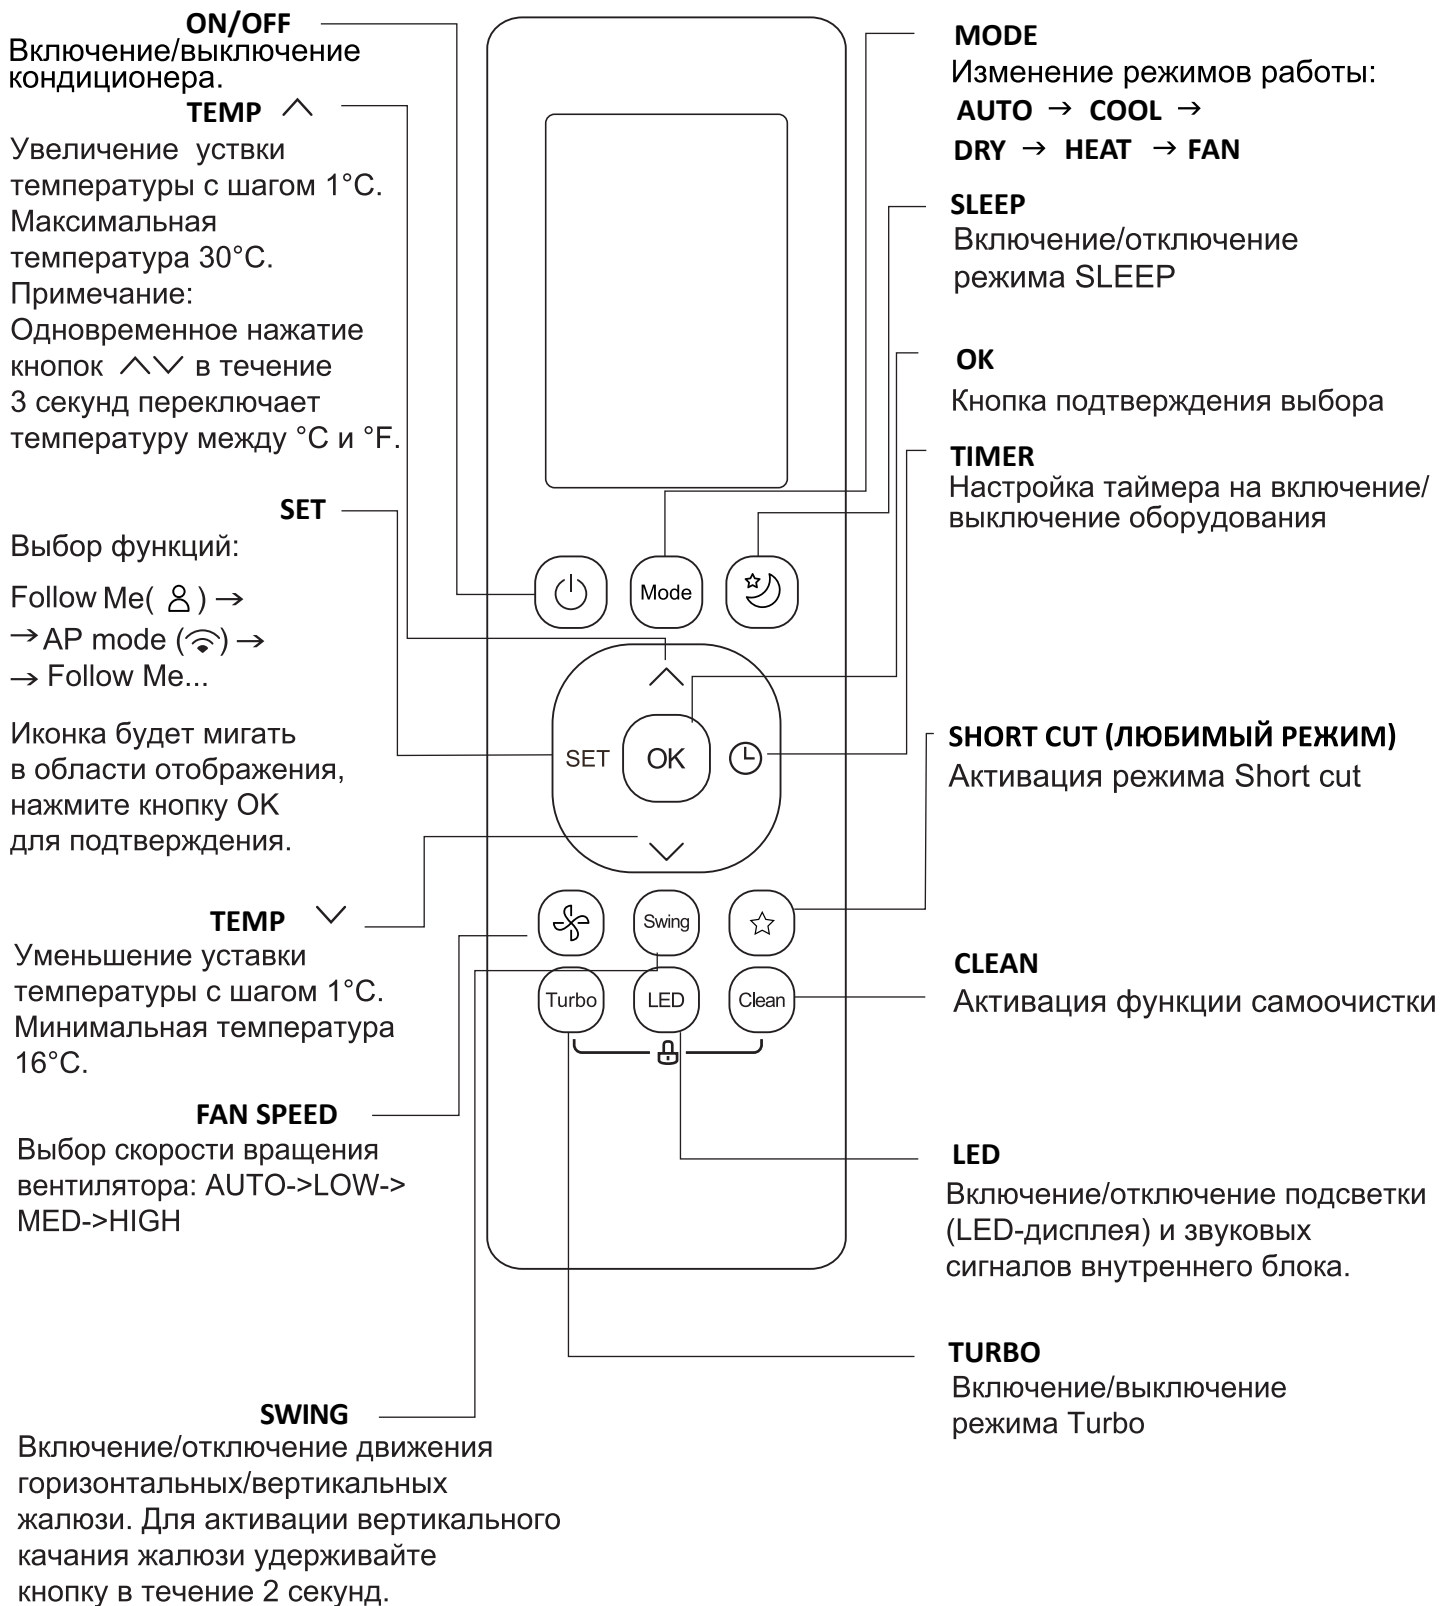 ON/OFF
Включение/выключение
кондиционера.
TEMP
Увеличение уствки
температуры с шагом 1°C.
Максимальная
температура 30°C.
Примечание:
Одновременное нажатие
кнопок ︿﹀ в течение
3 секунд переключает
температуру между °C и °F.
SET
Выбор функций:
Follow Me( ) →
→ AP mode ( ) →
→ Follow Me...
Иконка будет мигать
в области отображения,
нажмите кнопку OK
для подтверждения.
TEMP
Уменьшение уставки
температуры с шагом 1°C.
Минимальная температура
16°C.
FAN SPEED
Выбор скорости вращения
вентилятора: AUTO->LOW->
MED->HIGH
SWING
Включение/отключение движения
горизонтальных/вертикальных
жалюзи. Для активации вертикального
качания жалюзи удерживайте
кнопку в течение 2 секунд.
Mode
SET
OK
Swing
Turbo
LED
Clean
MODE
Изменение режимов работы:
AUTO → COOL →
DRY → HEAT → FAN
SLEEP
Включение/отключение
режима SLEEP
OK
Кнопка подтверждения выбора
TIMER
Настройка таймера на включение/
выключение оборудования
SHORT CUT (ЛЮБИМЫЙ РЕЖИМ)
Активация режима Short cut
CLEAN
Активация функции самоочистки
LED
Включение/отключение подсветки
(LED-дисплея) и звуковых
сигналов внутреннего блока.
TURBO
Включение/выключение
режима Turbo